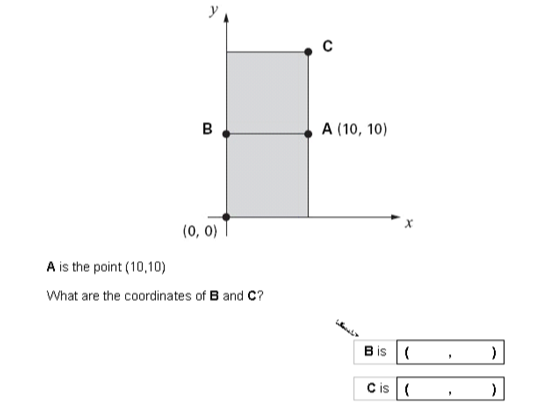 y
C
B
A (10, 10)
(0, 0)
x
A is the point (10,10)
What are the coordinates of B and C?
B is ( , )
C is ( , )